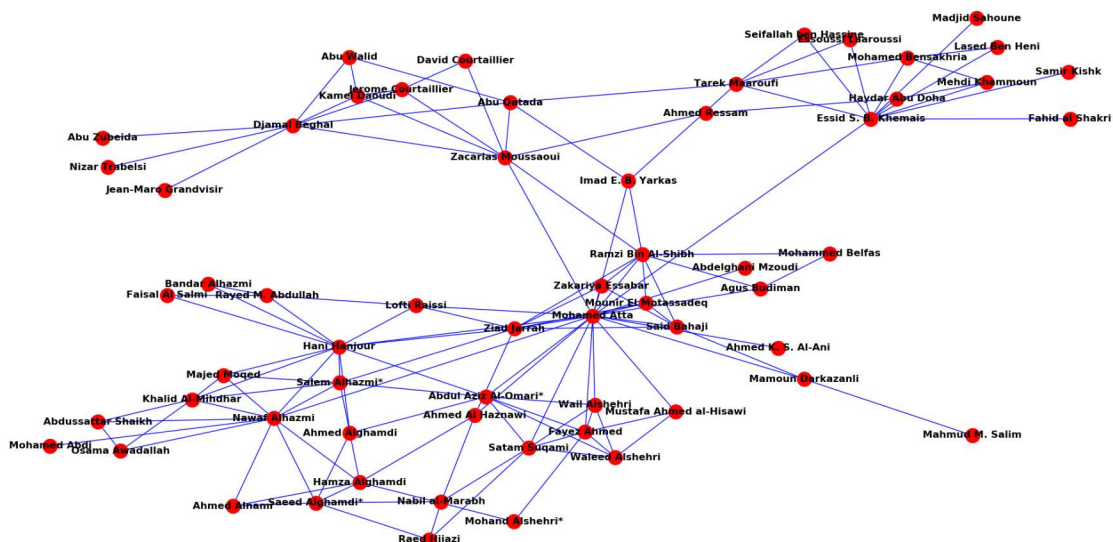 Madjid Sahoune
Seifallah ben Hassine
Essoussi Laaroussi
Lased Ben Heni
Abu Walid
David Courtaillier
Mohamed Bensakhria
Samir Kishk
Tarek Maaroufi
Mehdi Khammoun
Jerome Courtaillier
Kamel Daoudi
Abu Qatada
Haydar Abu Doha
Ahmed Ressam
Essid S. B. Khemais
Fahid al Shakri
Djamal Beghal
Abu Zubeida
Zacarias Moussaoui
Nizar Trabelsi
Imad E. B. Yarkas
Jean-Maro Grandvisir
Ramzi Bin Al-Shibh
Mohammed Belfas
Abdelghani Mzoudi
Bandar Alhazmi
Zakariya Essabar
Agus Budiman
Faisal Al Salmi
Rayed M. Abdullah
Lofti Raissi
Mounir El Motassadeq
Mohamed Atta
Ziad Jarrah
Said Bahaji
Hani Hanjour
Ahmed K. S. Al-Ani
Majed Moqed
Salem Alhazmi*
Mamoun Darkazanli
Khalid Al-Mihdhar
Abdul Aziz Al-Omari*
Wail Alshehri
Mustafa Ahmed al-Hisawi
Ahmed Al Haznawi
Abdussattar Shaikh
Nawaf Alhazmi
Ahmed Alghamdi
Fayez Ahmed
Mahmud M. Salim
Mohamed Abdi
Osama Awadallah
Satam Suqami
Waleed Alshehri
Hamza Alghamdi
Ahmed Alnami
Saeed Alghamdi*
Nabil al-Marabh
Mohand Alshehri*
Raed Hijazi